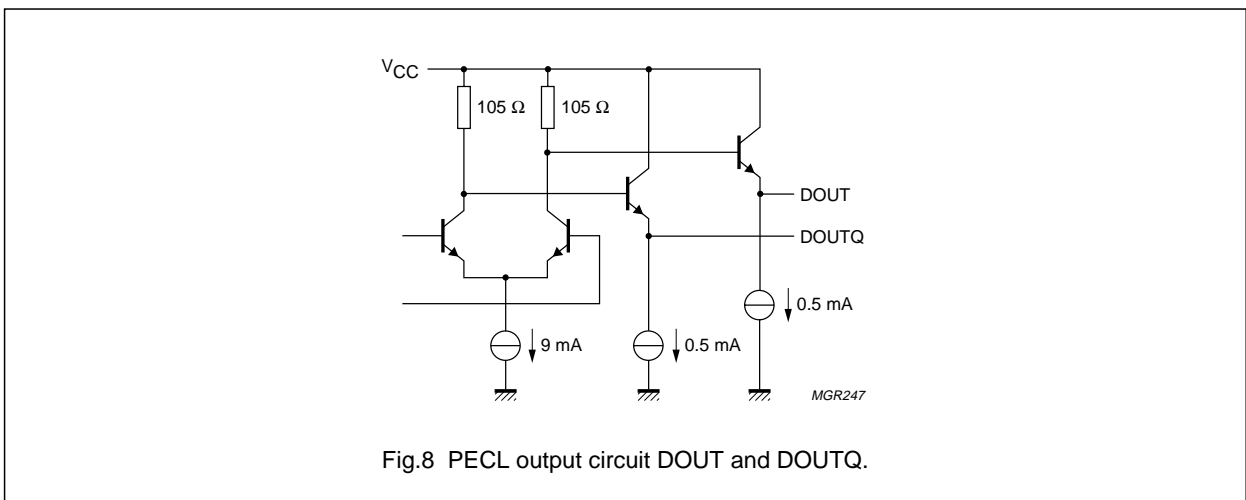 VCC
105 Ω 105 Ω
DOUT
DOUTQ
0.5 mA
9 mA 0.5 mA
MGR247
Fig.8 PECL output circuit DOUT and DOUTQ.